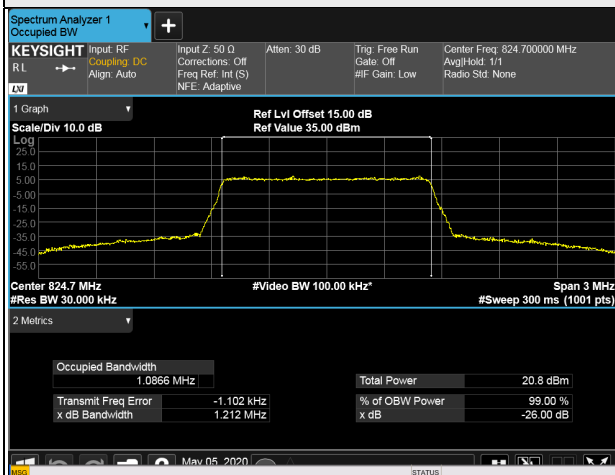 Spectrum Analyzer 1
Occupied BW
+
KEYSIGHT Input: RF Input Z: 50 Ω Atten: 30 dB Trig: Free Run Center Freq: 824.700000 MHz
RL Coupling: DC Corrections: Off Gate: Off Avg|Hold: 1/1
Align: Auto Freq Ref: Int (S) #IF Gain: Low Radio Std: None
LXI NFE: Adaptive
1 Graph
Ref Lvl Offset 15.00 dB
Scale/Div 10.0 dB Ref Value 35.00 dBm
Log
25.0
15.0
5.00
-5.00
-15.0
-25.0
-35.0
-45.0
-55.0
Center 824.7 MHz #Video BW 100.00 kHz* Span 3 MHz
#Res BW 30.000 kHz #Sweep 300 ms (1001 pts)
2 Metrics
Occupied Bandwidth
1.0866 MHz Total Power 20.8 dBm
Transmit Freq Error -1.102 kHz % of OBW Power 99.00 %
x dB Bandwidth 1.212 MHz x dB -26.00 dB
May 05, 2020
MSG STATUS